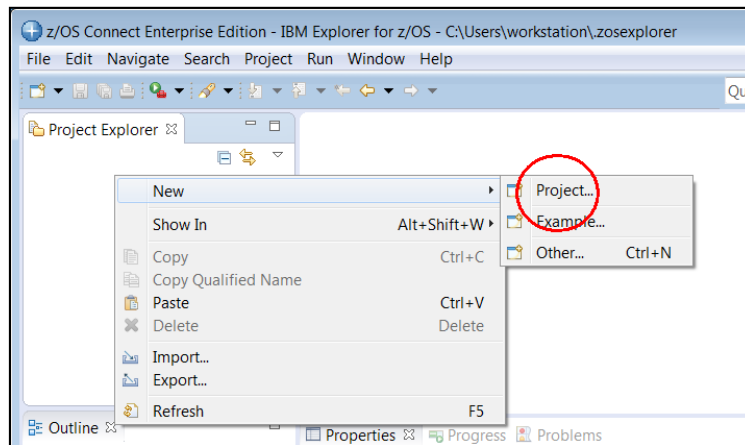 z/OS Connect Enterprise Edition - IBM Explorer for z/OS - C:\Users\workstation\.zosexplorer
File Edit Navigate Search Project Run Window Help
Qu
Project Explorer
New
Project...
Show In Alt+Shift+W
Example...
Other... Ctrl+N
Copy Ctrl+C
Copy Qualified Name
Paste Ctrl+V
Delete Delete
Import...
Export...
Refresh F5
Outline
Properties Progress Problems